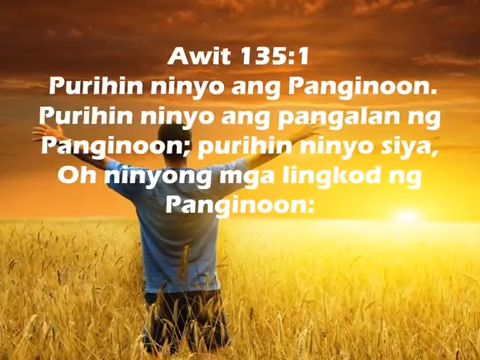 Awit 135:1
Purihin ninyo ang Panginoon.
Purihin ninyo ang pangalan ng
Panginoon; purihin ninyo siya,
Oh ninyong mga lingkod ng
Panginoon: